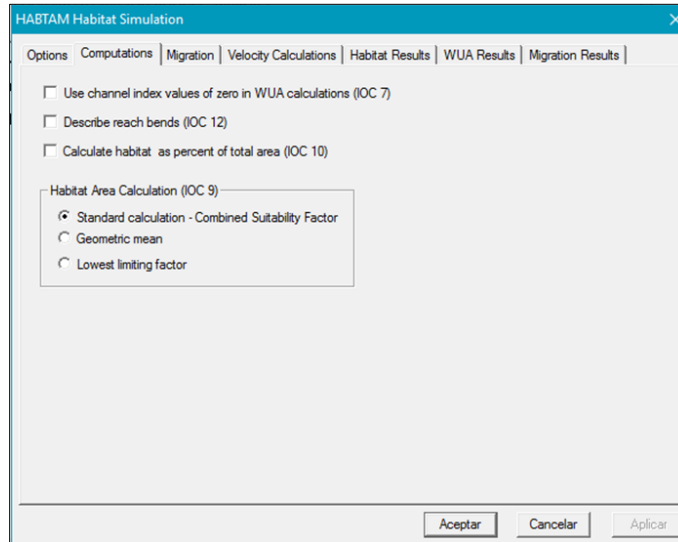 HABTAM Habitat Simulation
Options Computations Migration Velocity Calculations Habitat Results WUA Results Migration Results
Use channel index values of zero in WUA calculations (IOC 7)
Describe reach bends (IOC 12)
Calculate habitat as percent of total area (IOC 10)
Habitat Area Calculation (IOC 9)
Standard calculation - Combined Suitability Factor
Geometric mean
Lowest limiting factor
Aceptar Cancelar Aplicar